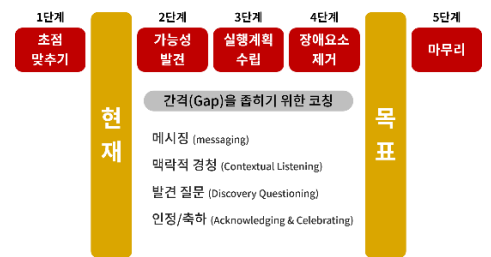 1단계
초점
맞추기
현
재
2단계
가능성
발견
3단계
실행계획
수립
4단계
장애요소
제거
간격(Gap)을 좁히기 위한 코칭
메시징 (messaging)
맥락적 경청 (Contextual Listening)
발견 질문 (Discovery Questioning)
인정/축하 (Acknowledging & Celebrating)
목
표
5단계
마무리